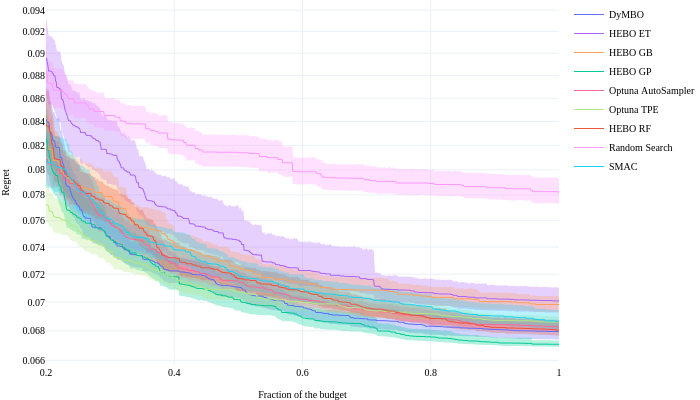 0.094
0.092
0.09
0.088
0.086
0.084
0.082
0.08
0.078
0.076
0.074
0.072
0.07
0.068
0.066
Regret
0.2
0.4
0.6
0.8
1
Fraction of the budget
DyMBO
HEBO ET
HEBO GB
HEBO GP
Optuna AutoSampler
Optuna TPE
HEBO RF
Random Search
SMAC